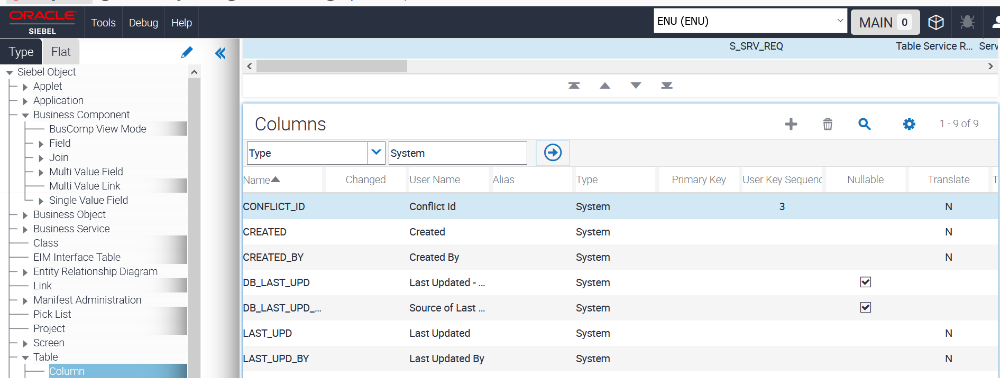 ORACLE
SIEBEL
Tools
Debug
Help
ENU (ENU)
MAIN 0
Type
Flat
Siebel Object
Applet
Application
Business Component
BusComp View Mode
Field
Join
Multi Value Field
Multi Value Link
Single Value Field
Business Object
Business Service
Class
EIM Interface Table
Entity Relationship Diagram
Link
Manifest Administration
Pick List
Project
Screen
Table
Column
S_SRV_REQ Table Service R... Serv
Columns
1 - 9 of 9
Type System
Name Changed User Name Alias Type Primary Key User Key Sequenc Nullable Translate T
CONFLICT_ID Conflict Id System 3 N
CREATED Created System N
CREATED_BY Created By System N
DB_LAST_UPD Last Updated - ... System
DB_LAST_UPD_... Source of Last ... System
LAST_UPD Last Updated System N
LAST_UPD_BY Last Updated By System N